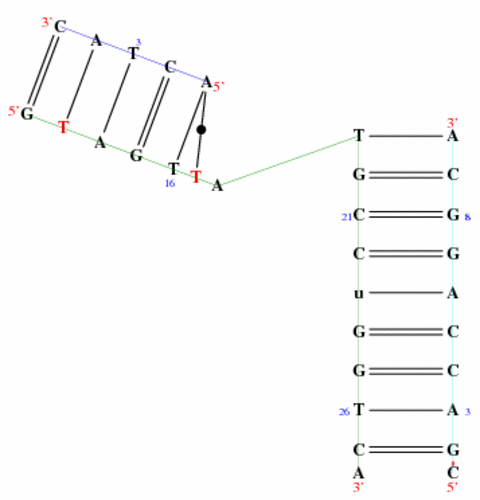 3' C A T 3 C A 5'
5' G T A G T 16 T A
3'
T A
G C
21 C G 8
C G
u A
G C
G C
26 T A 3
C G
A C
3' 5'